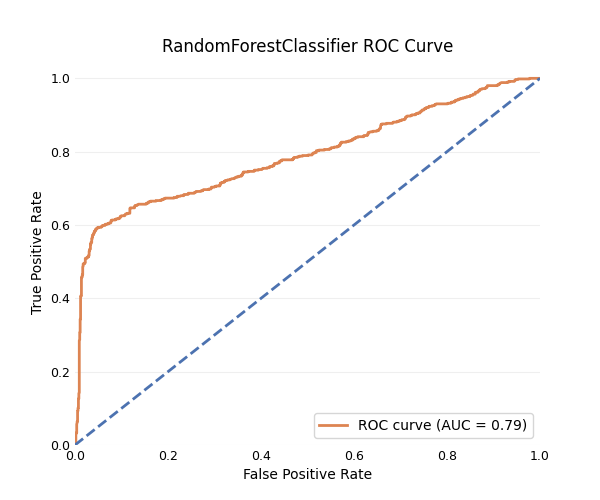 RandomForestClassifier ROC Curve
1.0
0.8
0.6
0.4
0.2
0.0
True Positive Rate
ROC curve (AUC = 0.79)
0.0 0.2 0.4 0.6 0.8 1.0
False Positive Rate